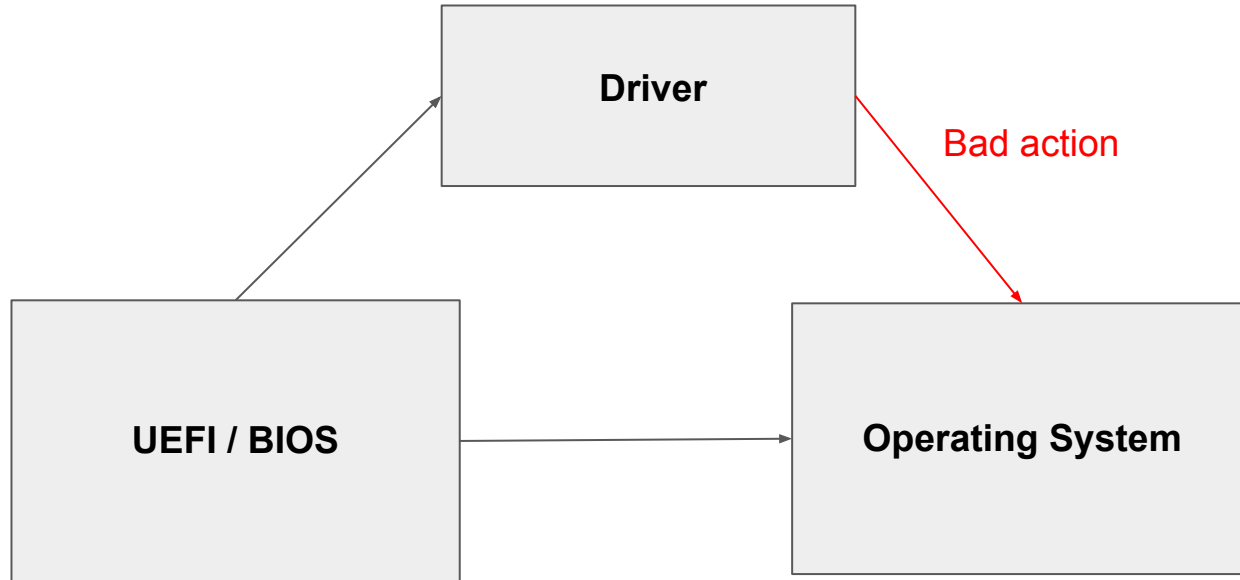 Driver
Bad action
UEFI / BIOS
Operating System